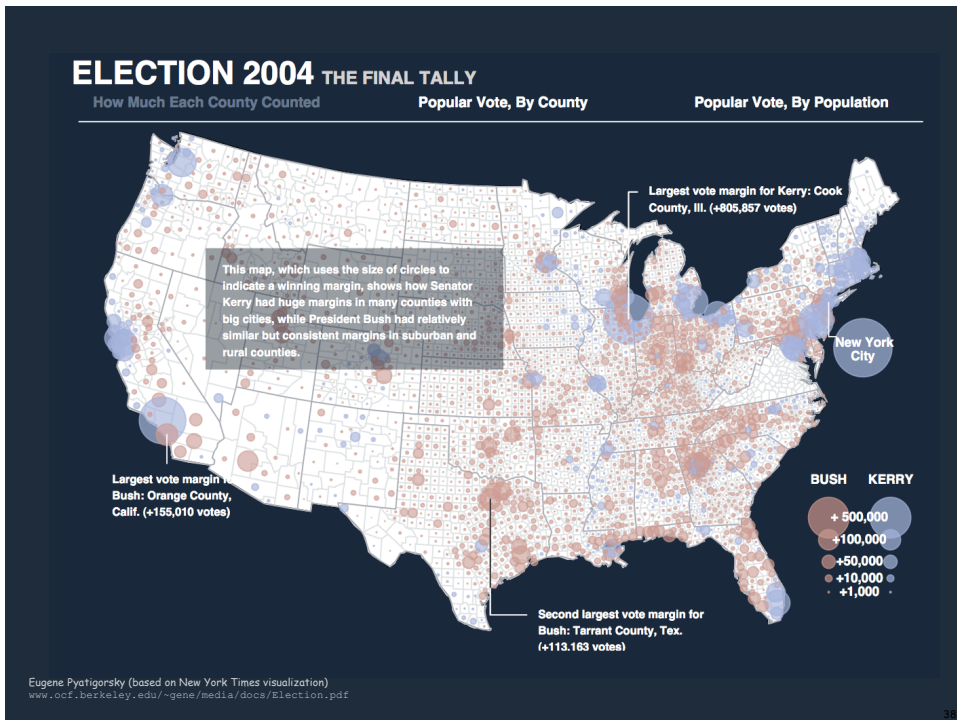 ELECTION 2004 THE FINAL TALLY
How Much Each County Counted Popular Vote, By County Popular Vote, By Population
Largest vote margin for Kerry: Cook
County, Ill. (+805,857 votes)
This map, which uses the size of circles to
indicate a winning margin, shows how Senator
Kerry had huge margins in many counties with
big cities, while President Bush had relatively
similar but consistent margins in suburban and
rural counties.
New York
City
Largest vote margin
Bush: Orange County,
Calif. (+155,010 votes)
BUSH KERRY
+ 500,000
+100,000
+50,000
+10,000
+1,000
Second largest vote margin for
Bush: Tarrant County, Tex.
(+113,163 votes)
Eugene Pyatigorsky (based on New York Times visualization)
www.ocf.berkeley.edu/~gene/media/docs/Election.pdf
38